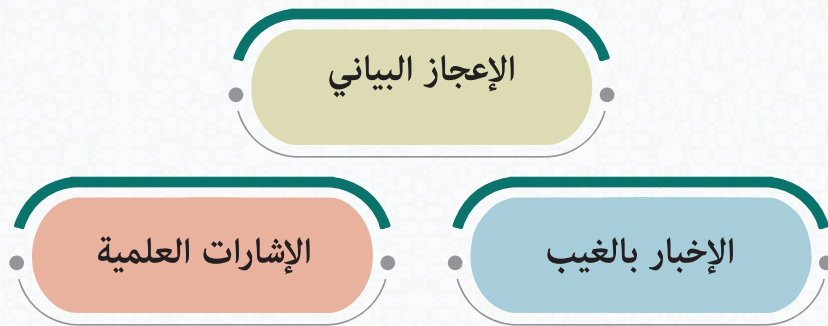 الإعجاز البياني
الإخبار بالغيب
الإشارات العلمية